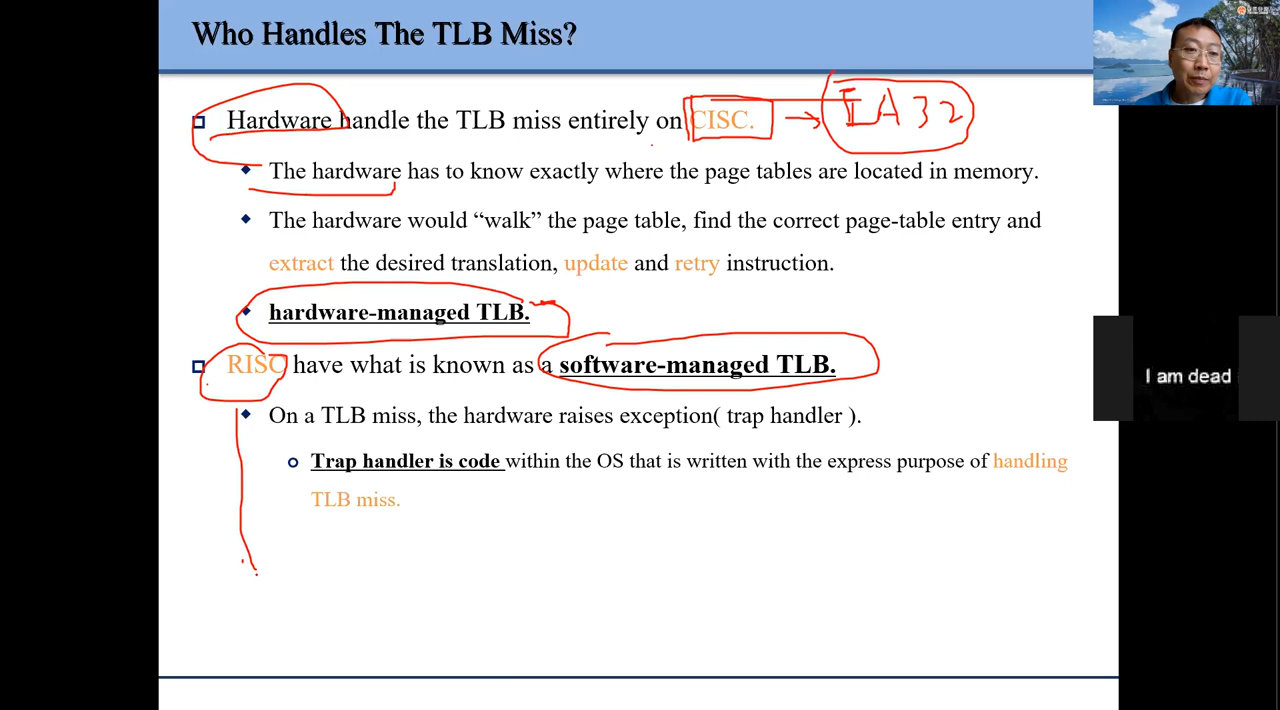 Who Handles The TLB Miss?
Hardware handle the TLB miss entirely on CISC. → IA32
The hardware has to know exactly where the page tables are located in memory.
The hardware would “walk” the page table, find the correct page-table entry and
extract the desired translation, update and retry instruction.
hardware-managed TLB.
RISC have what is known as a software-managed TLB.
On a TLB miss, the hardware raises exception( trap handler ).
Trap handler is code within the OS that is written with the express purpose of handling
TLB miss.
I am dead